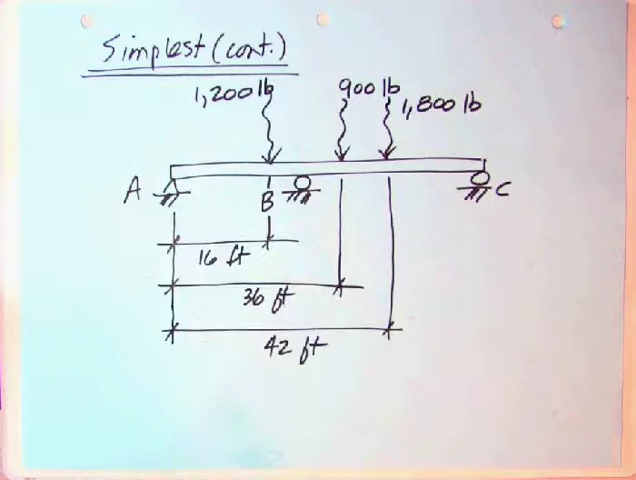 Simplest (cont.)
1,200 lb
900 lb
1,800 lb
A
B
C
16 ft
36 ft
42 ft